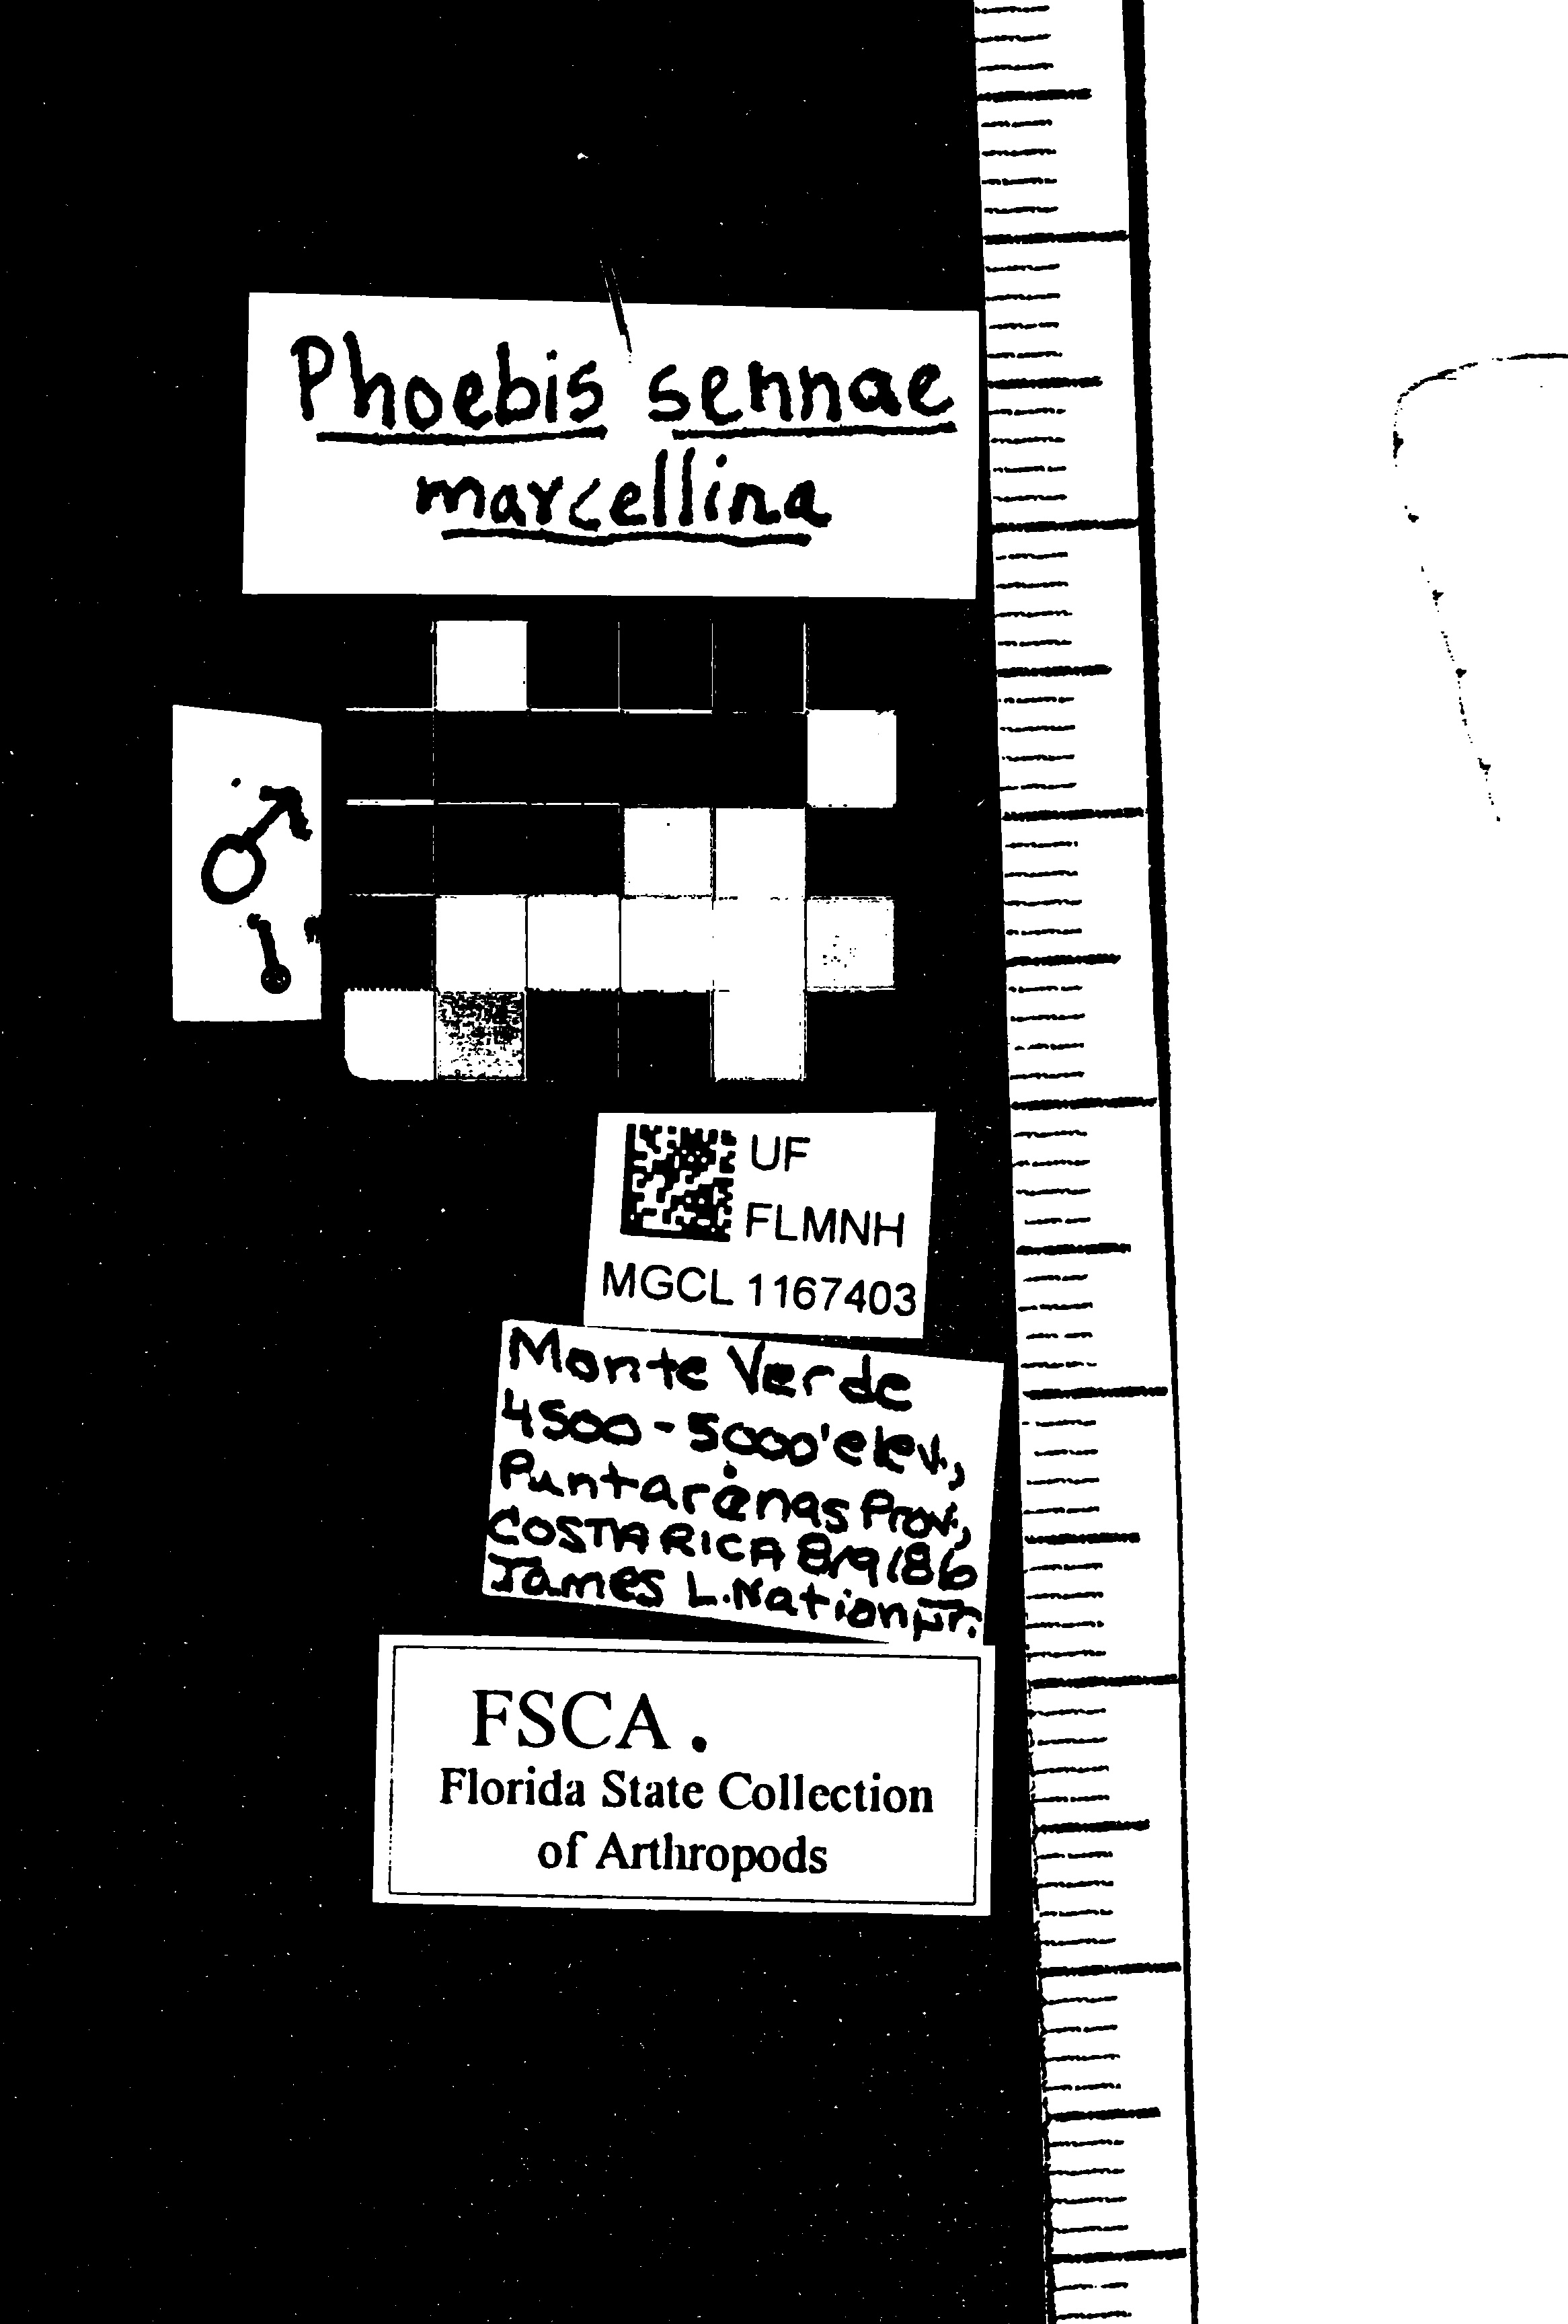 Phoebis sennae
marcellina
♂
UF
FLMNH
MGCL 1167403
Monte Verde
4500-5000'elev.,
Puntarenas Prov.,
COSTA RICA 8/9/86
James L. Nation Jr.
FSCA.
Florida State Collection
of Arthropods